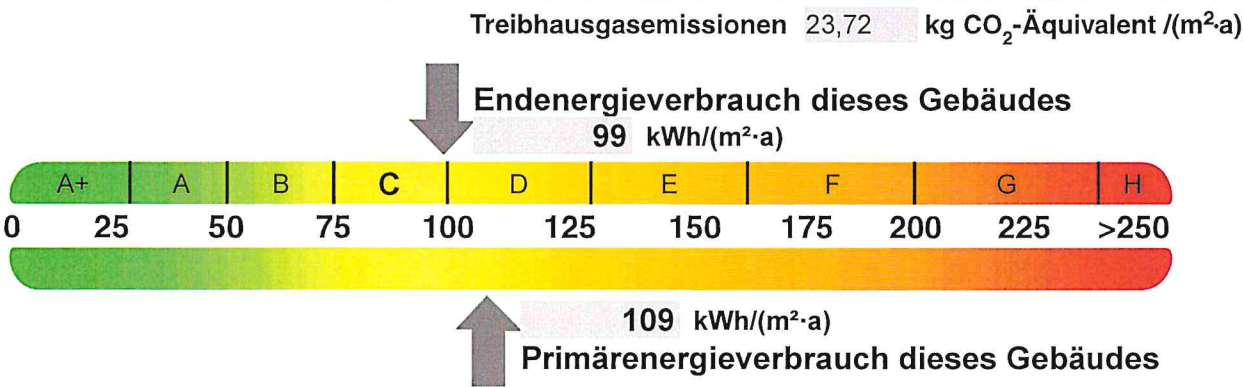 Treibhausgasemissionen 23,72 kg CO₂-Äquivalent /(m²·a)
Endenergieverbrauch dieses Gebäudes
99 kWh/(m²·a)
A+ A B C D E F G H
0 25 50 75 100 125 150 175 200 225 >250
109 kWh/(m²·a)
Primärenergieverbrauch dieses Gebäudes